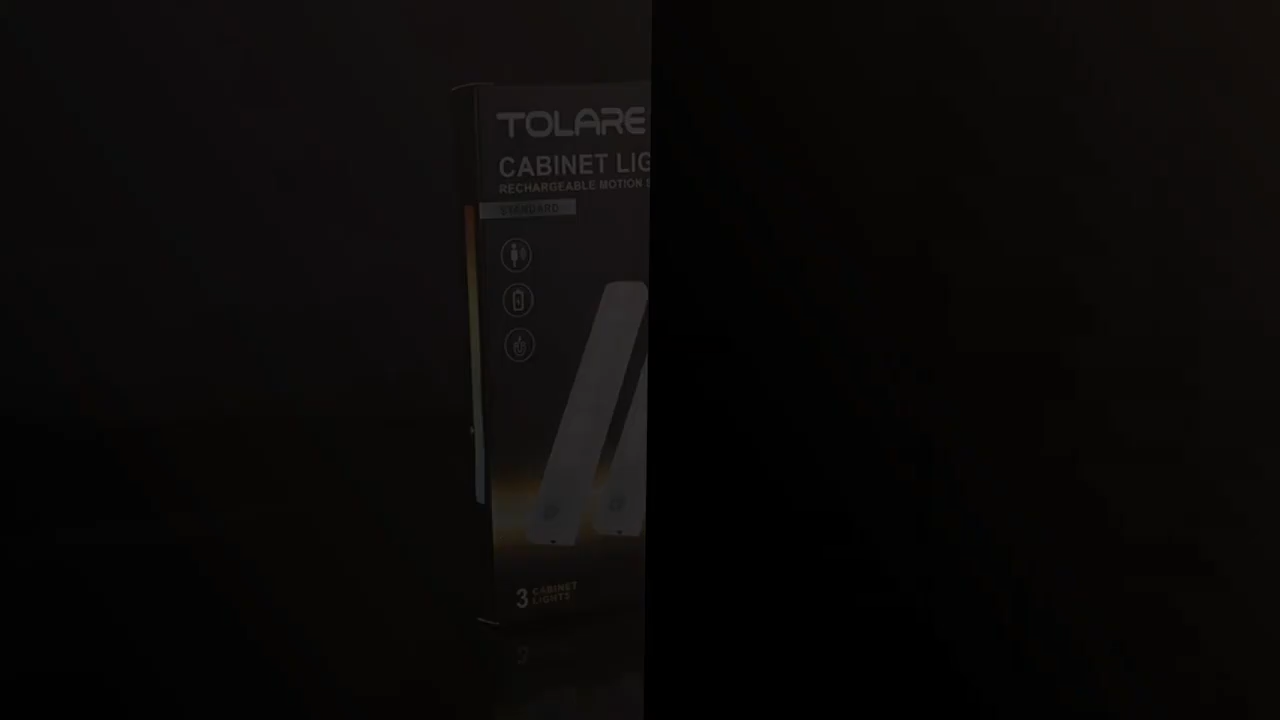 TOLARE
CABINET LIG
RECHARGEABLE MOTION S
STANDARD
3 CABINET
LIGHTS